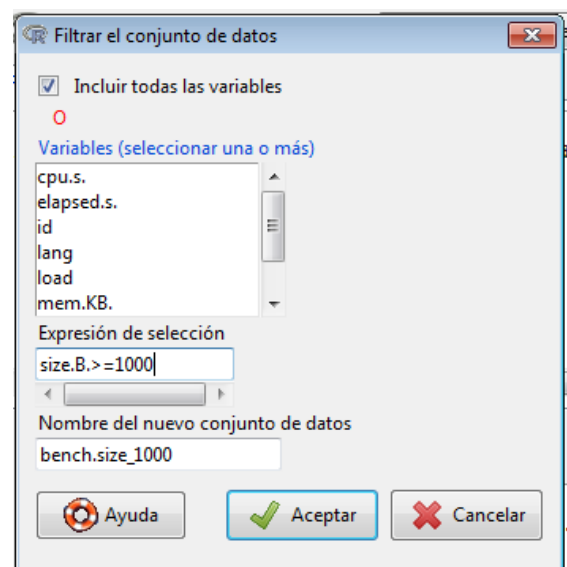 Filtrar el conjunto de datos
Incluir todas las variables
O
Variables (seleccionar una o más)
cpu.s.
elapsed.s.
id
lang
load
mem.KB.
Expresión de selección
size.B.>=1000
Nombre del nuevo conjunto de datos
bench.size_1000
Ayuda Aceptar Cancelar